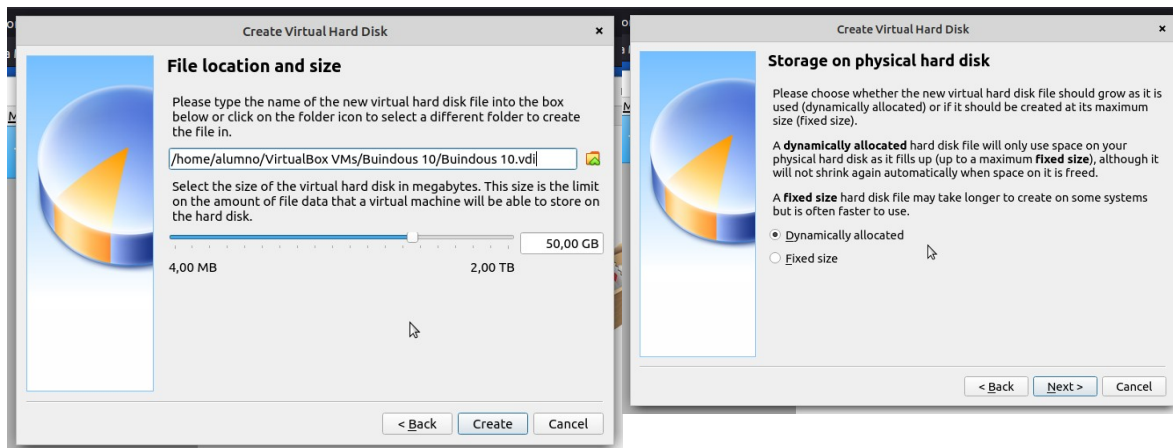 Create Virtual Hard Disk
File location and size
Please type the name of the new virtual hard disk file into the box
below or click on the folder icon to select a different folder to create
the file in.
/home/alumno/VirtualBox VMs/Buindous 10/Buindous 10.vdi
Select the size of the virtual hard disk in megabytes. This size is the limit
on the amount of file data that a virtual machine will be able to store on
the hard disk.
50,00 GB
4,00 MB 2,00 TB
< Back Create Cancel
Create Virtual Hard Disk
Storage on physical hard disk
Please choose whether the new virtual hard disk file should grow as it is
used (dynamically allocated) or if it should be created at its maximum
size (fixed size).
A dynamically allocated hard disk file will only use space on your
physical hard disk as it fills up (up to a maximum fixed size), although it
will not shrink again automatically when space on it is freed.
A fixed size hard disk file may take longer to create on some systems
but is often faster to use.
Dynamically allocated
Fixed size
< Back Next > Cancel